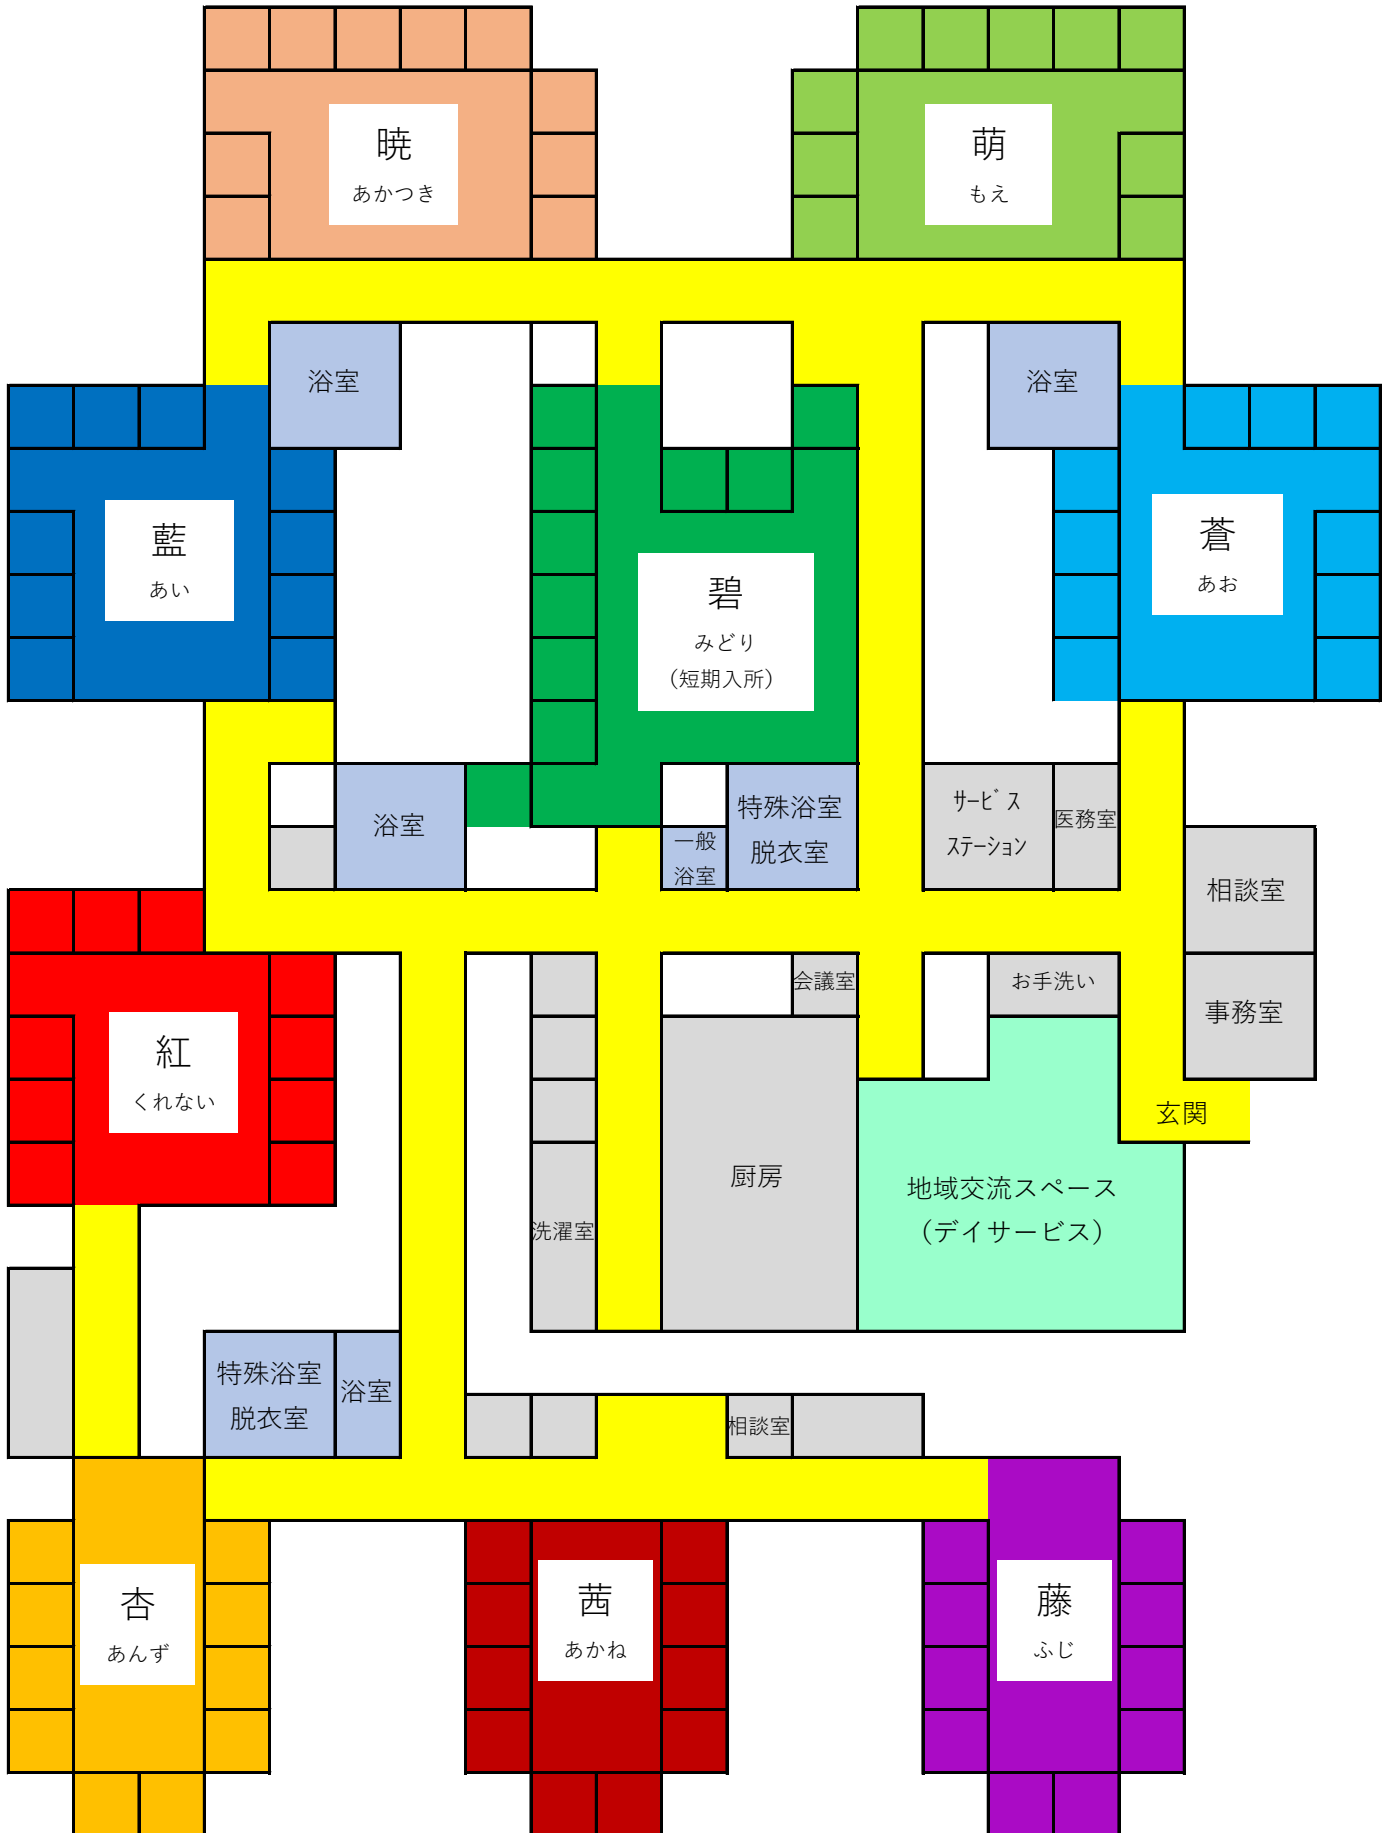 暁
あかつき
萌
もえ
浴室
浴室
藍
あい
碧
みどり
（短期入所）
蒼
あお
浴室
一般
浴室
特殊浴室
脱衣室
ｻｰﾋﾞｽ
ｽﾃｰｼｮﾝ
医務室
相談室
会議室
お手洗い
事務室
紅
くれない
玄関
洗濯室
厨房
地域交流スペース
（デイサービス）
特殊浴室
脱衣室
浴室
相談室
杏
あんず
茜
あかね
藤
ふじ